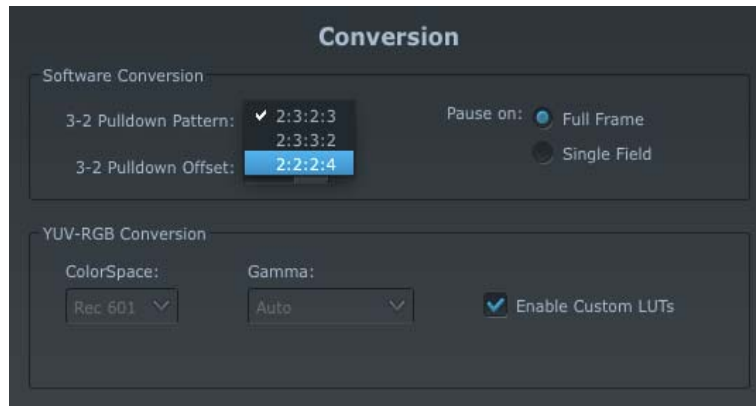 Conversion
Software Conversion
3-2 Pulldown Pattern:
2:3:2:3
2:3:3:2
2:2:2:4
3-2 Pulldown Offset:
Pause on:
Full Frame
Single Field
YUV-RGB Conversion
ColorSpace:
Rec 601
Gamma:
Auto
Enable Custom LUTs